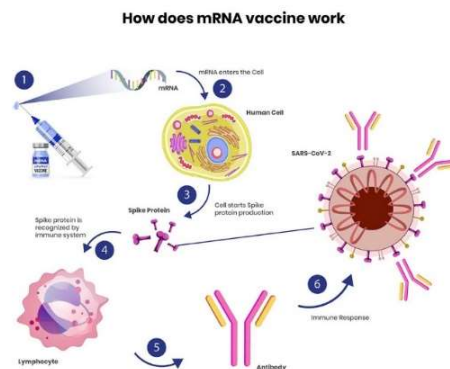 How does mRNA vaccine work
1
mRNA
mRNA enters the Cell
2
Human Cell
SARS-CoV-2
3
Cell starts Spike
protein production
Spike Protein
Spike protein is
recognized by
immune system
4
Lymphocyte
5
Antibody
6
Immune Response